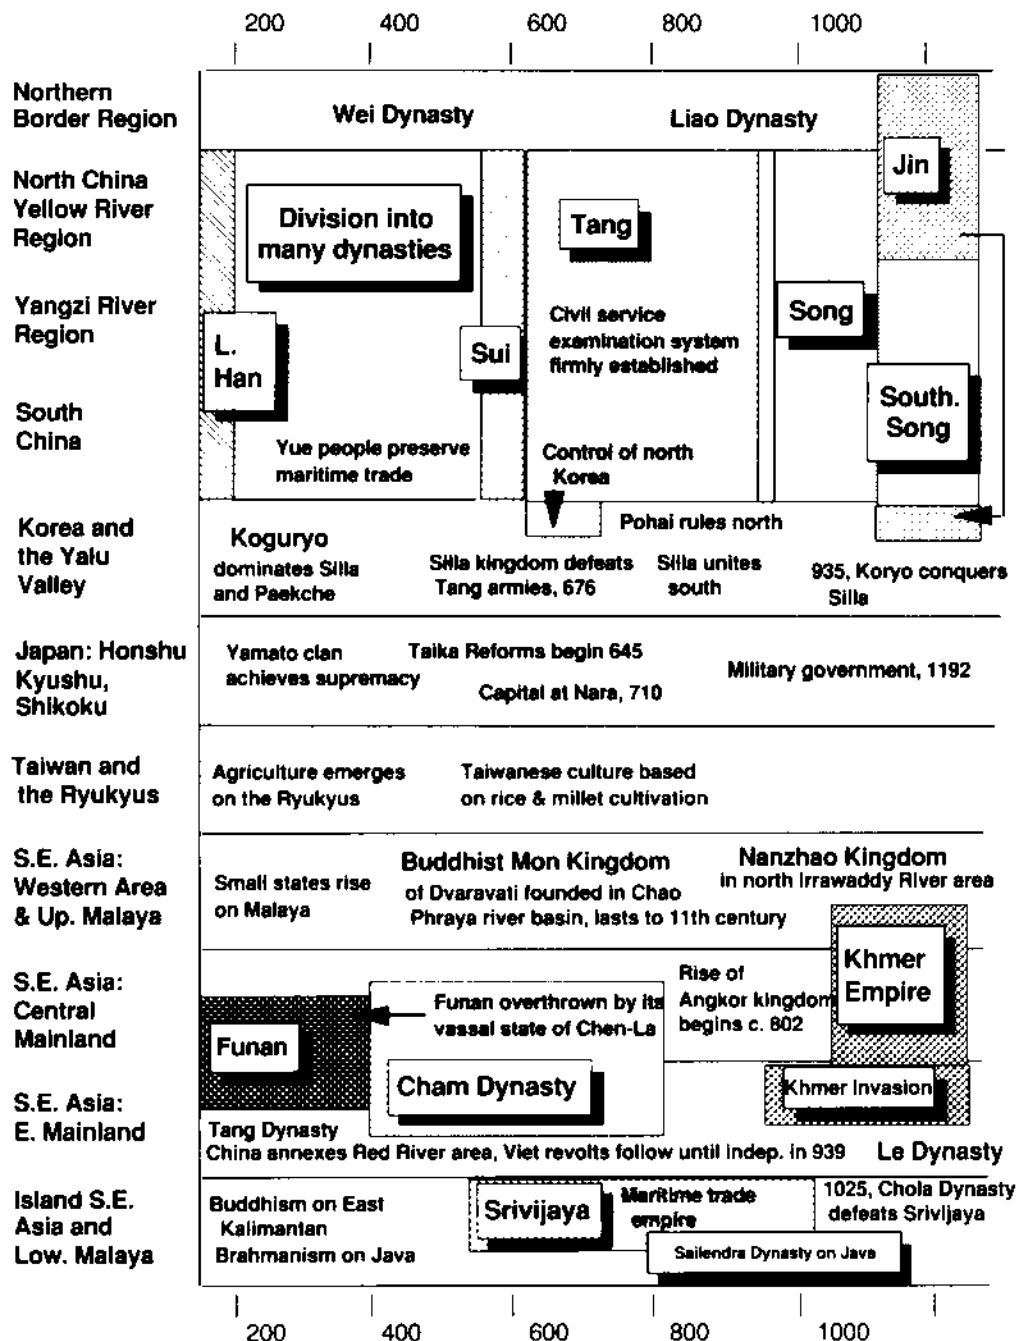 200 400 600 800 1000
Northern
Border Region
Wei Dynasty
Liao Dynasty
Jin
North China
Yellow River
Region
Division into
many dynasties
Tang
Yangzi River
Region
L.
Han
Sui
Civil service
examination system
firmly established
Song
South
China
South.
Song
Yue people preserve
maritime trade
Control of north
Korea
Korea and
the Yalu
Valley
Koguryo
dominates Silla
and Paekche
Pohai rules north
Silla kingdom defeats
Tang armies, 676
Silla unites
south
935, Koryo conquers
Silla
Japan: Honshu
Kyushu,
Shikoku
Yamato clan
achieves supremacy
Taika Reforms begin 645
Capital at Nara, 710
Military government, 1192
Taiwan and
the Ryukyus
Agriculture emerges
on the Ryukyus
Taiwanese culture based
on rice & millet cultivation
S.E. Asia:
Western Area
& Up. Malaya
Small states rise
on Malaya
Buddhist Mon Kingdom
of Dvaravati founded in Chao
Phraya river basin, lasts to 11th century
Nanzhao Kingdom
in north Irrawaddy River area
S.E. Asia:
Central
Mainland
Funan
Funan overthrown by its
vassal state of Chen-La
Rise of
Angkor kingdom
begins c. 802
Khmer
Empire
Cham Dynasty
Khmer Invasion
S.E. Asia:
E. Mainland
Tang Dynasty
China annexes Red River area, Viet revolts follow until indep. in 939
Le Dynasty
Island S.E.
Asia and
Low. Malaya
Buddhism on East
Kalimantan
Brahmanism on Java
Srivijaya
Maritime trade
empire
Sailendra Dynasty on Java
1025, Chola Dynasty
defeats Srivijaya
200 400 600 800 1000